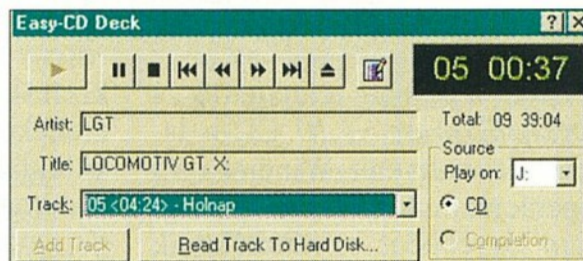 Easy-CD Deck
05 00:37
Artist: LGT
Total: 09 39:04
Title: LOCOMOTIV GT. X.
Source
Play on: J:
Track: 05 <04:24> - Holnap
CD
Add Track
Read Track To Hard Disk...
Compilation